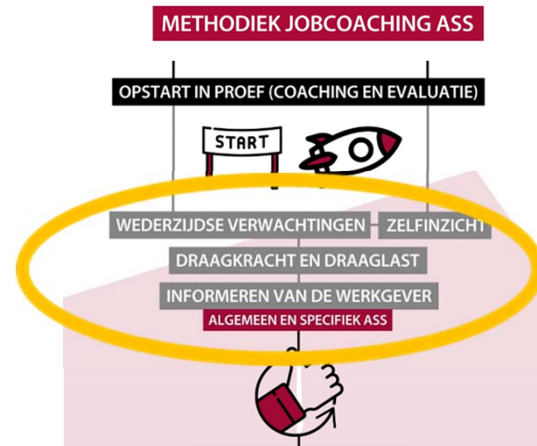 METHODIEK JOBCOACHING ASS
OPSTART IN PROEF (COACHING EN EVALUATIE)
START
WEDERZIJDSE VERWACHTINGEN
ZELFINZICHT
DRAAGKRACHT EN DRAAGLAST
INFORMEREN VAN DE WERKGEVER
ALGEMEEN EN SPECIFIEK ASS